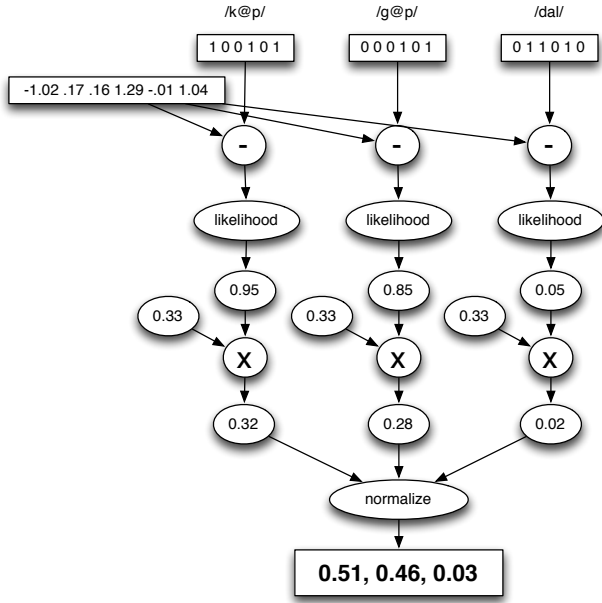 /k@p/ /g@p/ /dal/
1 0 0 1 0 1 0 0 0 1 0 1 0 1 1 0 1 0
-1.02 .17 .16 1.29 -.01 1.04
- - -
likelihood likelihood likelihood
0.95 0.85 0.05
0.33 0.33 0.33
X X X
0.32 0.28 0.02
normalize
0.51, 0.46, 0.03